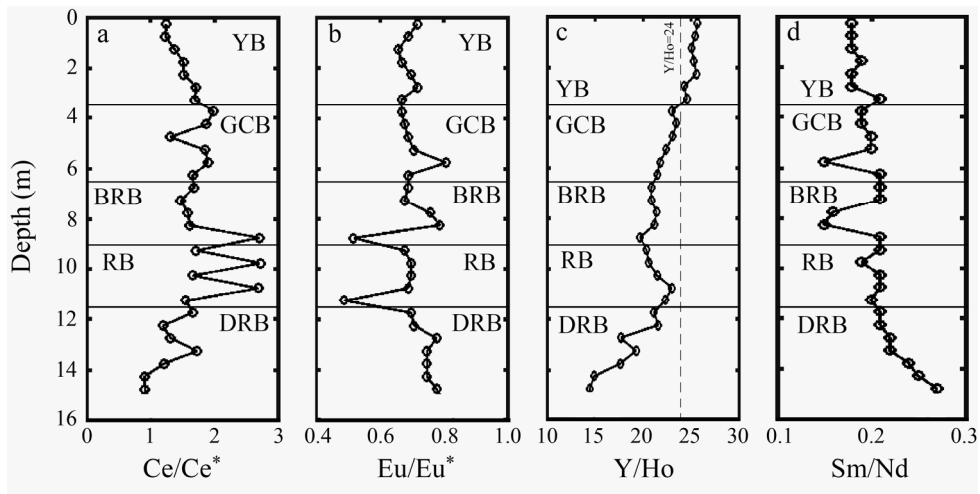 a
YB
GCB
BRB
RB
DRB
b
YB
GCB
BRB
RB
DRB
c
Y/Ho=24
YB
GCB
BRB
RB
DRB
d
YB
GCB
BRB
RB
DRB
0
2
4
6
8
10
12
14
16
Depth (m)
0 1 2 3
0.4 0.6 0.8 1.0
10 15 20 25 30
0.1 0.2 0.3
Ce/Ce*
Eu/Eu*
Y/Ho
Sm/Nd